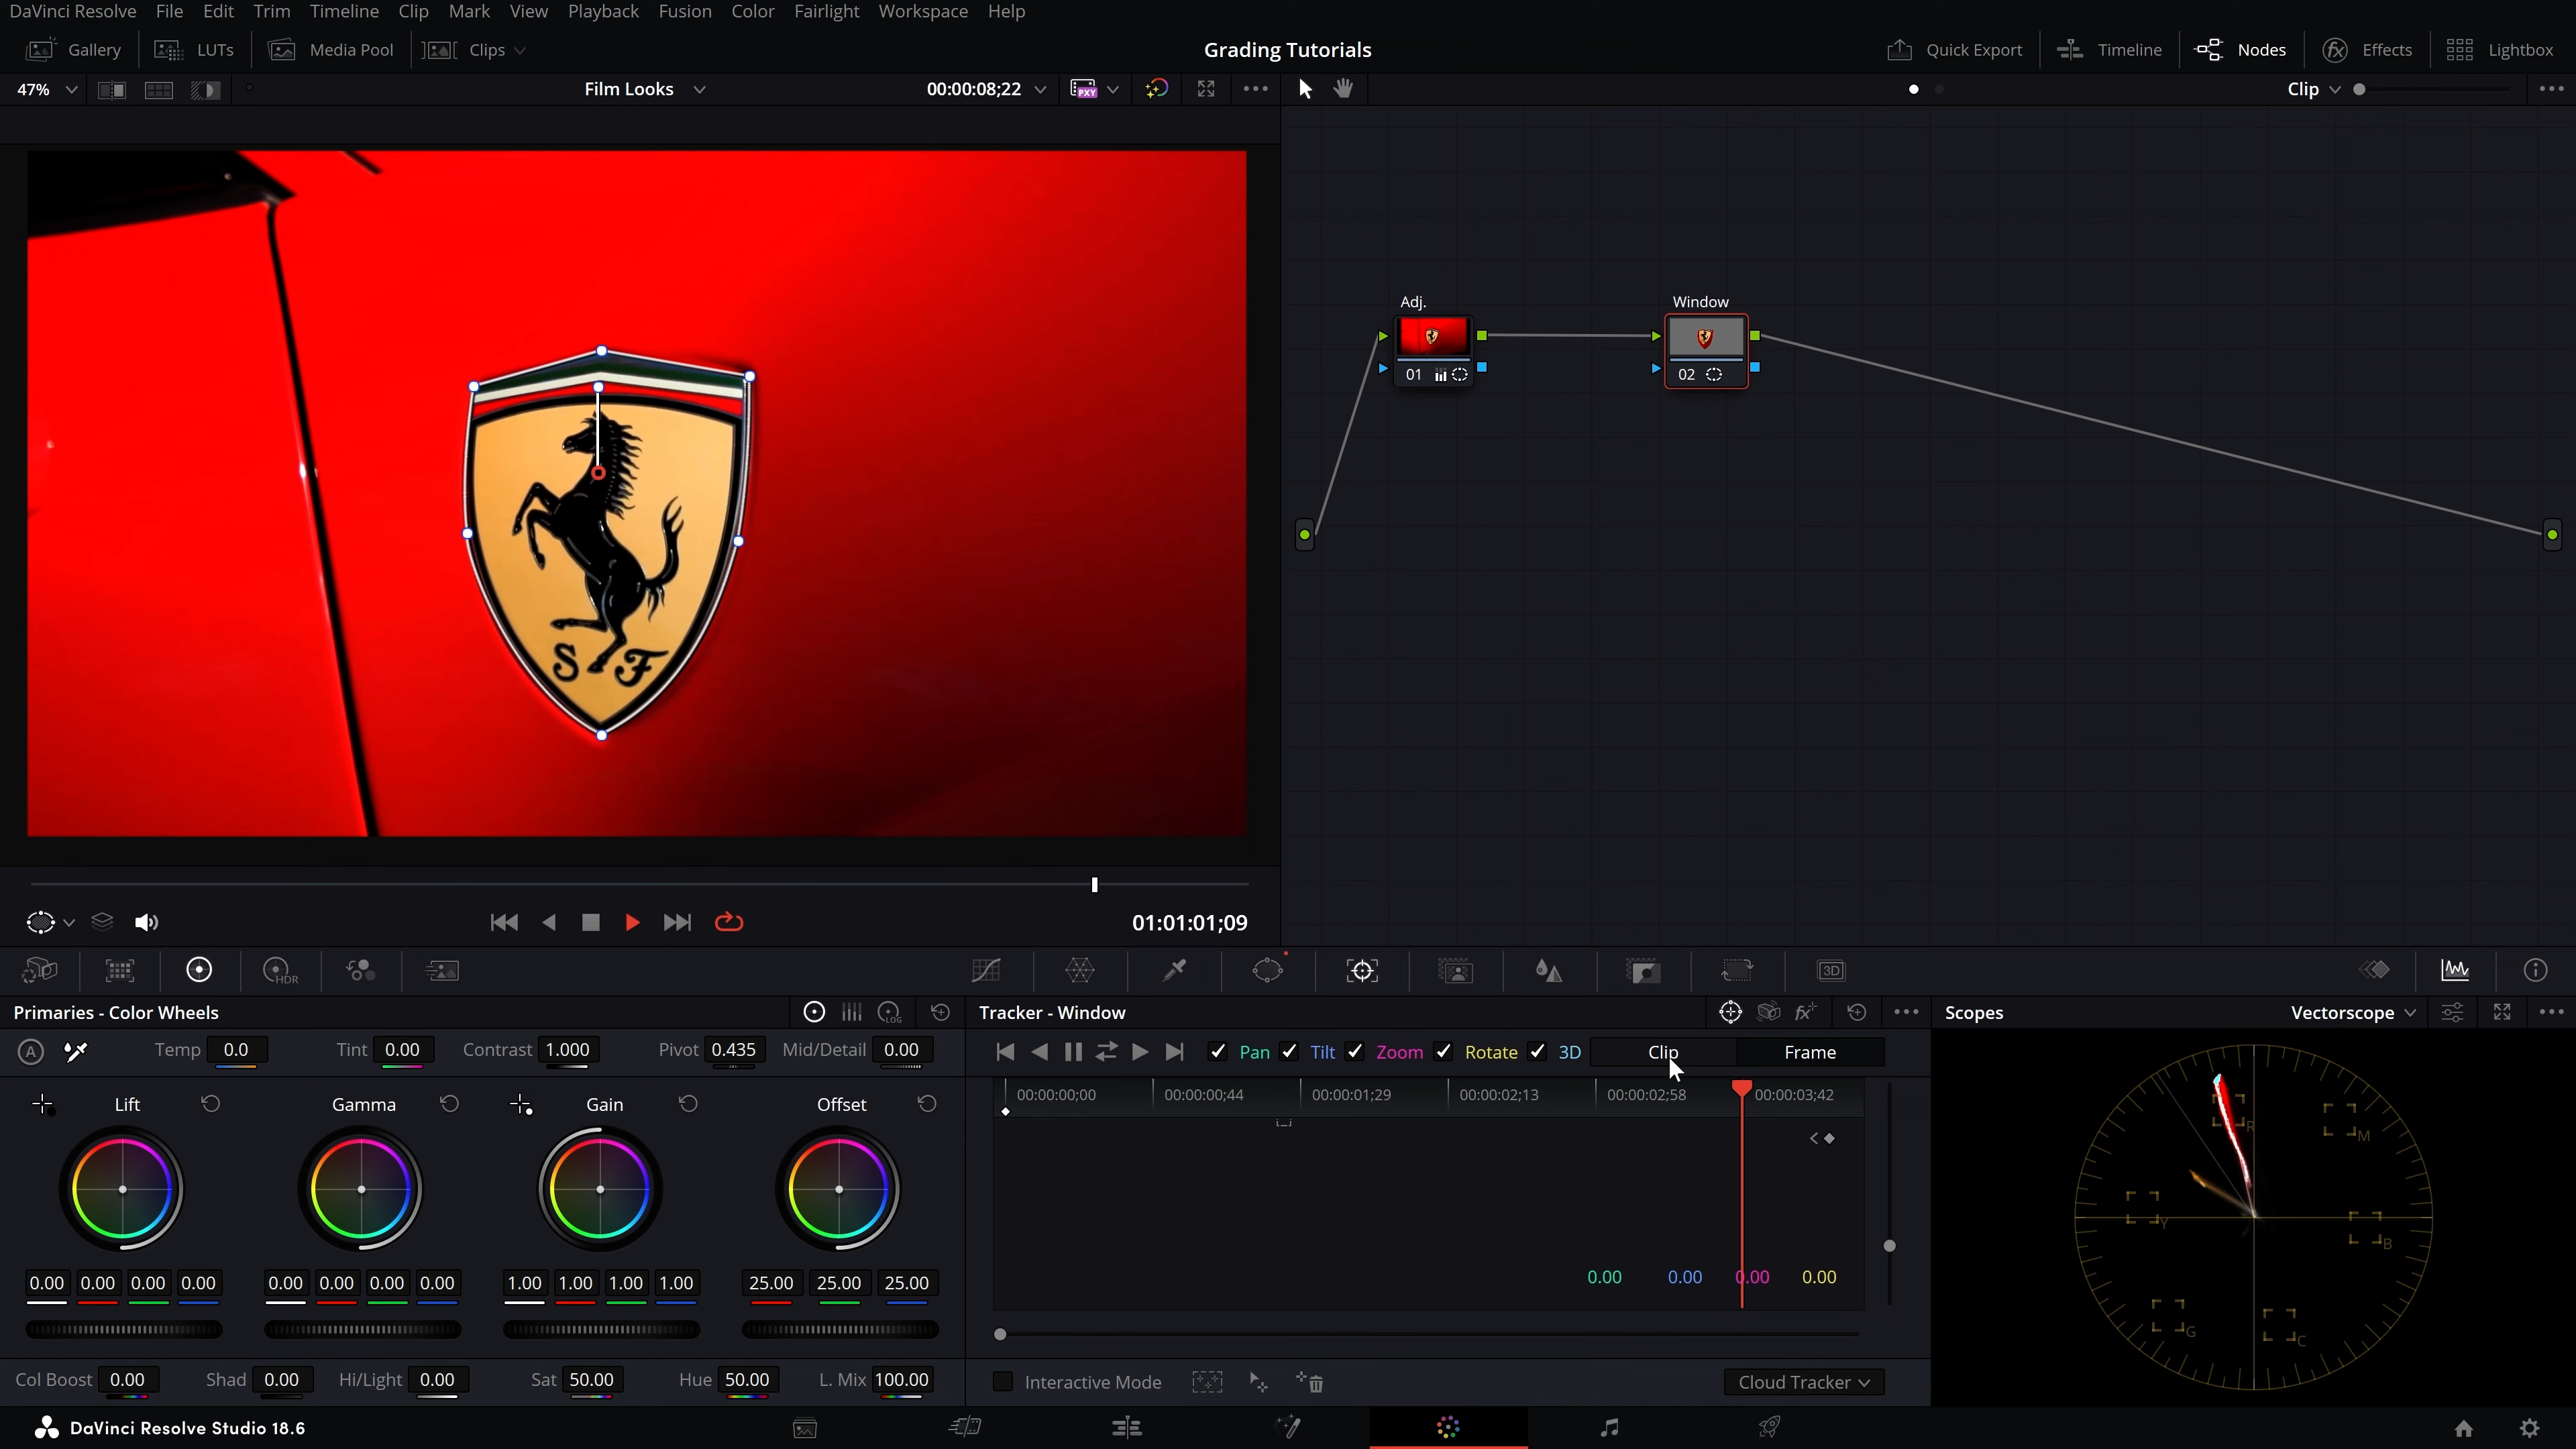 DaVinci Resolve File Edit Trim Timeline Clip Mark View Playback Fusion Color Fairlight Workspace Help
Gallery LUTs Media Pool Clips Grading Tutorials Quick Export Timeline Nodes Effects Lightbox
47% Film Looks 00:00:08;22 PXY Clip
Adj. Window
01 02
S F
01:01:01;09
HDR 3D
Primaries - Color Wheels LOG Tracker - Window fx Scopes Vectorscope
A Temp 0.0 Tint 0.00 Contrast 1.000 Pivot 0.435 Mid/Detail 0.00 Pan Tilt Zoom Rotate 3D Clip Frame
Lift Gamma Gain Offset 00:00:00;00 00:00:00;44 00:00:01;29 00:00:02;13 00:00:02;58 00:00:03;42
R M
Y B
G C
0.00 0.00 0.00 0.00 0.00 0.00 0.00 0.00 1.00 1.00 1.00 1.00 25.00 25.00 25.00 0.00 0.00 0.00 0.00
Col Boost 0.00 Shad 0.00 Hi/Light 0.00 Sat 50.00 Hue 50.00 L. Mix 100.00 Interactive Mode Cloud Tracker
DaVinci Resolve Studio 18.6